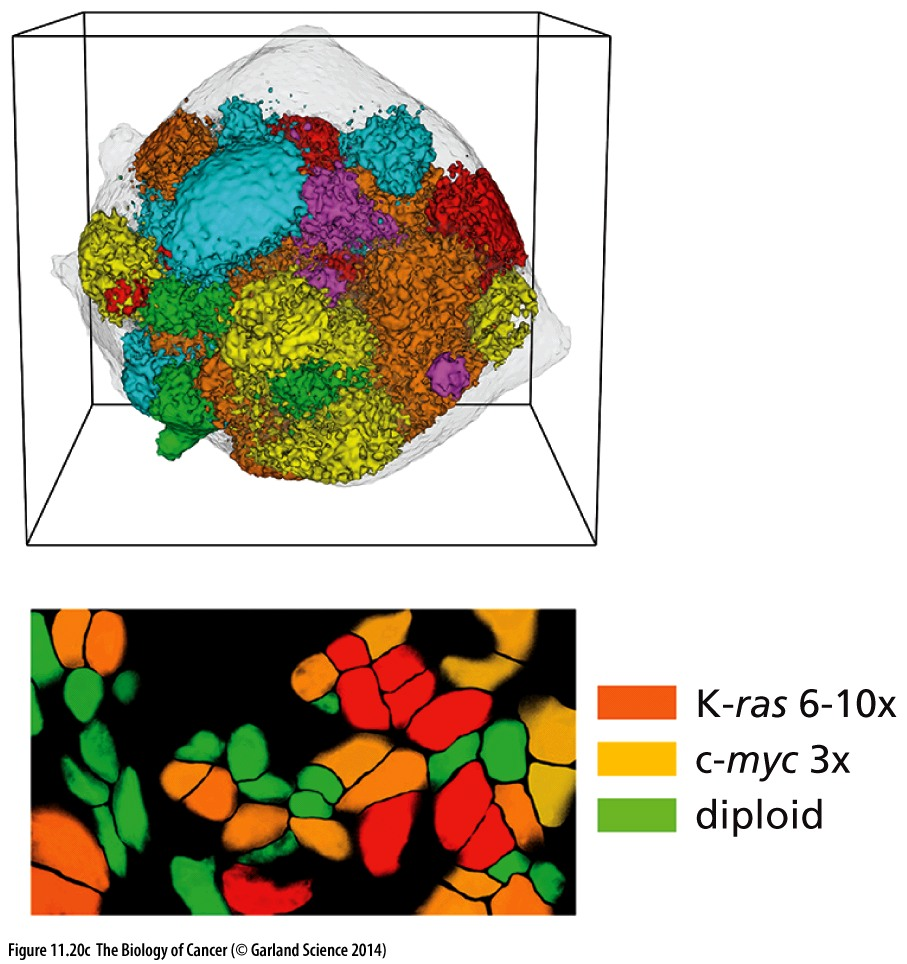 K-ras 6-10x
c-myc 3x
diploid
Figure 11.20c The Biology of Cancer (© Garland Science 2014)